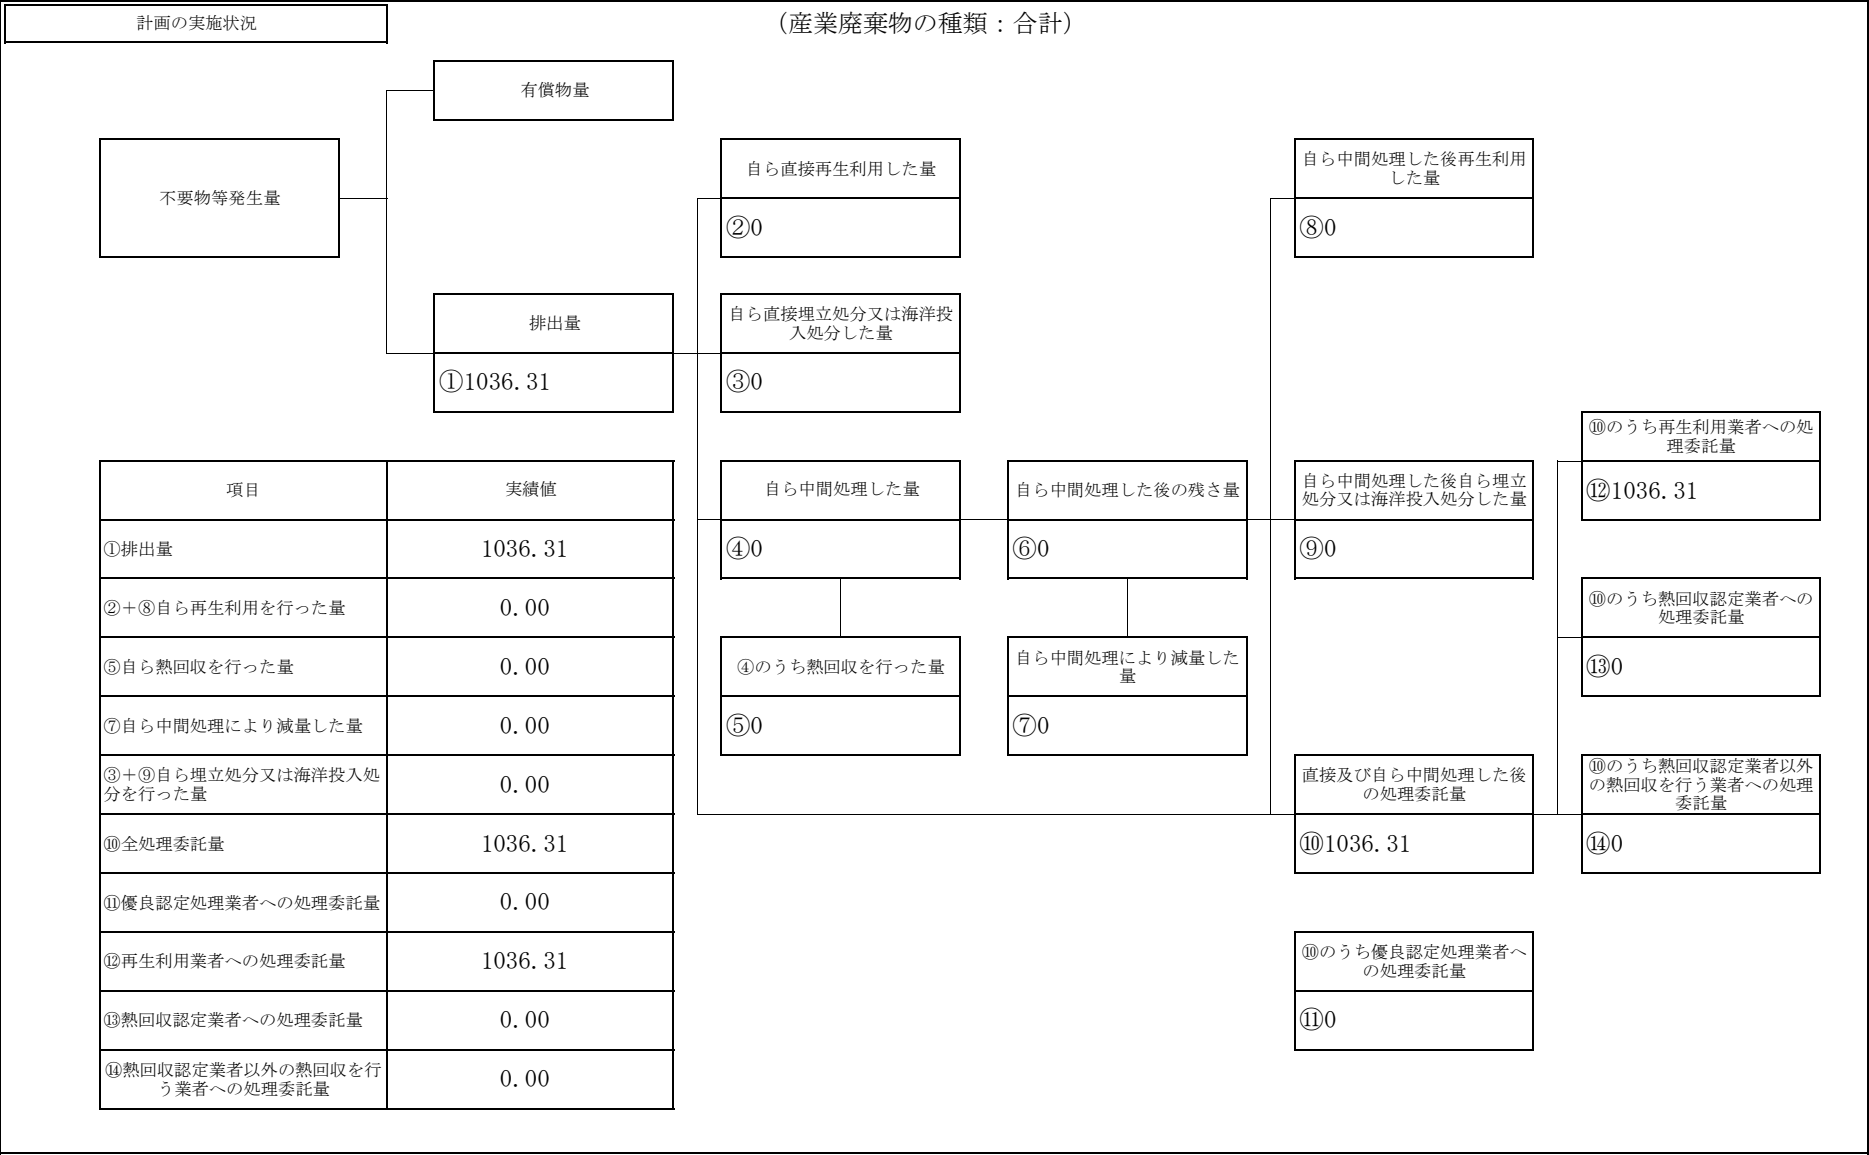 計画の実施状況
（産業廃棄物の種類：合計）
有償物量
不要物等発生量
排出量
①1036.31
自ら直接再生利用した量
②0
自ら直接埋立処分又は海洋投
入処分した量
③0
自ら中間処理した後再生利用
した量
⑧0
項目 実績値
①排出量 1036.31
②＋⑧自ら再生利用を行った量 0.00
⑤自ら熱回収を行った量 0.00
⑦自ら中間処理により減量した量 0.00
③＋⑨自ら埋立処分又は海洋投入処
分を行った量 0.00
⑩全処理委託量 1036.31
⑪優良認定処理業者への処理委託量 0.00
⑫再生利用業者への処理委託量 1036.31
⑬熱回収認定業者への処理委託量 0.00
⑭熱回収認定業者以外の熱回収を行
う業者への処理委託量 0.00
自ら中間処理した量
④0
④のうち熱回収を行った量
⑤0
自ら中間処理した後の残さ量
⑥0
自ら中間処理により減量した
量
⑦0
自ら中間処理した後自ら埋立
処分又は海洋投入処分した量
⑨0
直接及び自ら中間処理した後
の処理委託量
⑩1036.31
⑩のうち優良認定処理業者へ
の処理委託量
⑪0
⑩のうち再生利用業者への処
理委託量
⑫1036.31
⑩のうち熱回収認定業者への
処理委託量
⑬0
⑩のうち熱回収認定業者以外
の熱回収を行う業者への処理
委託量
⑭0